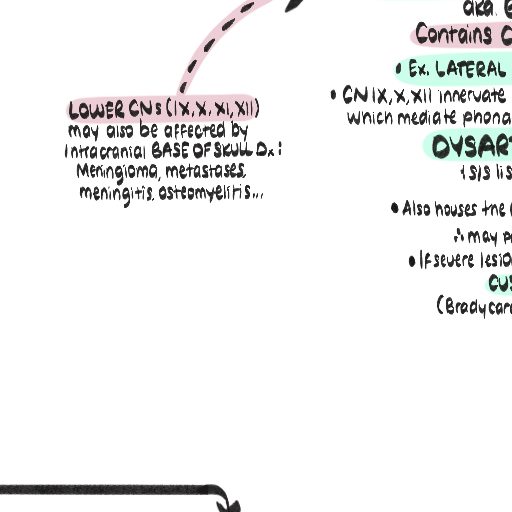 LOWER CNs (IX, X, XI, XII)
may also be affected by
Intracranial BASE OF SKULL Dx:
Meningioma, metastases,
meningitis, osteomyelitis...
aka.
Contains
• Ex. LATERAL
• CN IX, X, XII innervate
which mediate phona
DYSAR
• Also houses the
∴ may
• If severe lesio
CUS
(Bradycar